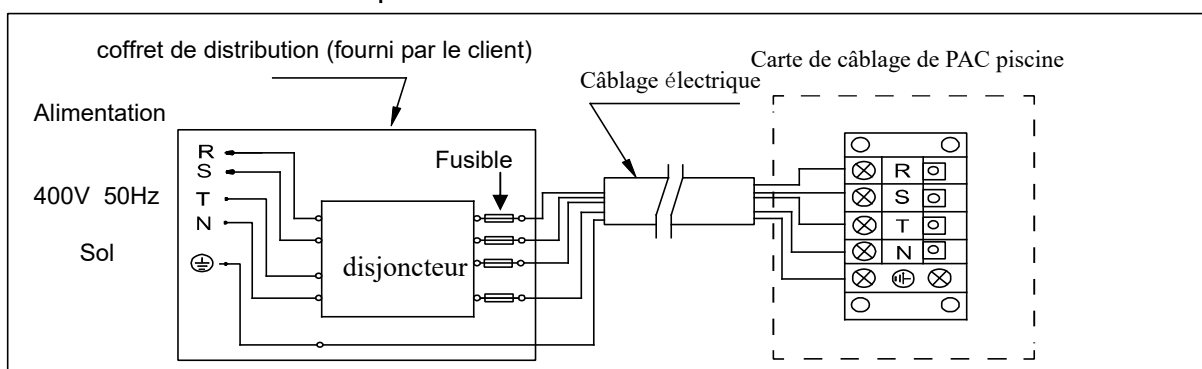 coffret de distribution (fourni par le client)
Câblage électrique
Carte de câblage de PAC piscine
Alimentation
400V 50Hz
Sol
R
S
T
N
Fusible
disjoncteur
R
S
T
N